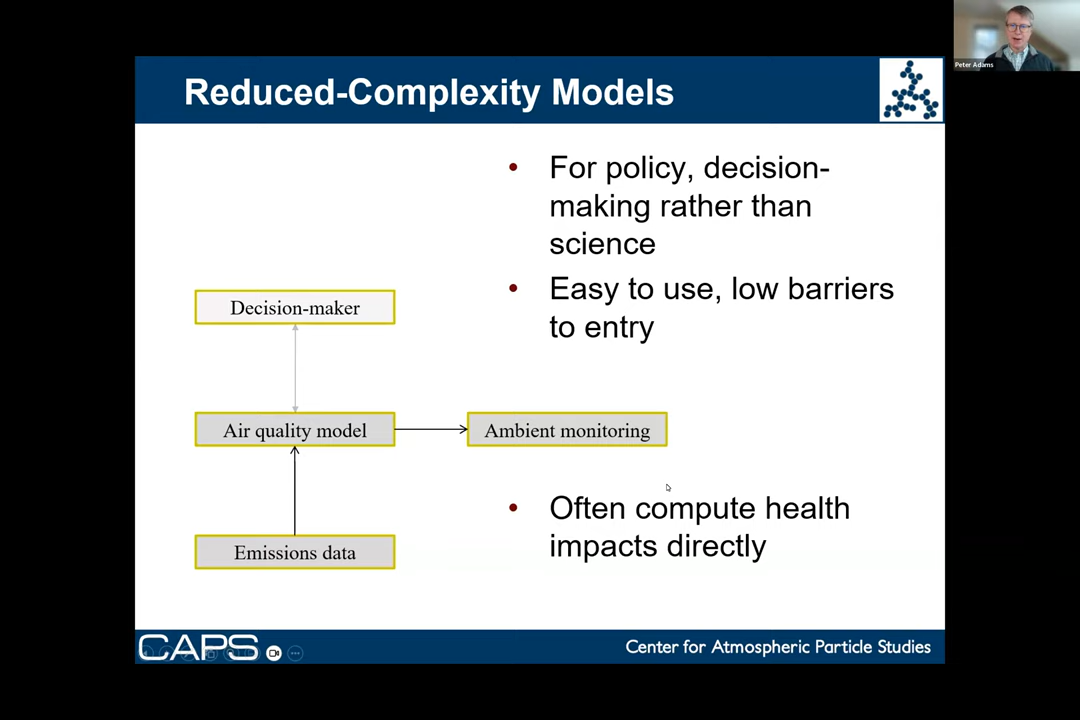 Peter Adams
Reduced-Complexity Models
• For policy, decision-
making rather than
science
• Easy to use, low barriers
to entry
Decision-maker
Air quality model
Ambient monitoring
Emissions data
• Often compute health
impacts directly
CAPS
Center for Atmospheric Particle Studies